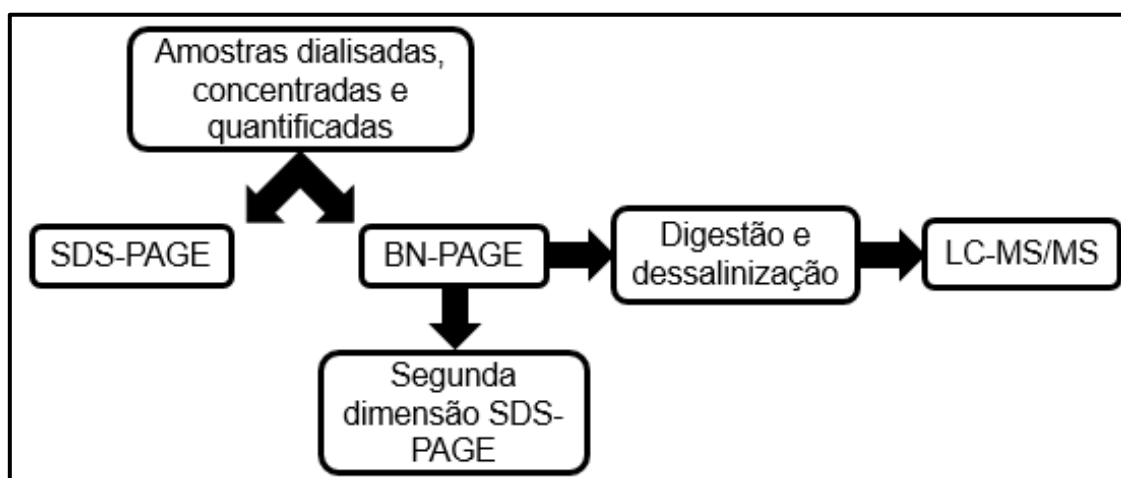 Amostras dialisadas,
concentradas e
quantificadas
SDS-PAGE
BN-PAGE
Digestão e
dessalinização
LC-MS/MS
Segunda
dimensão SDS-
PAGE